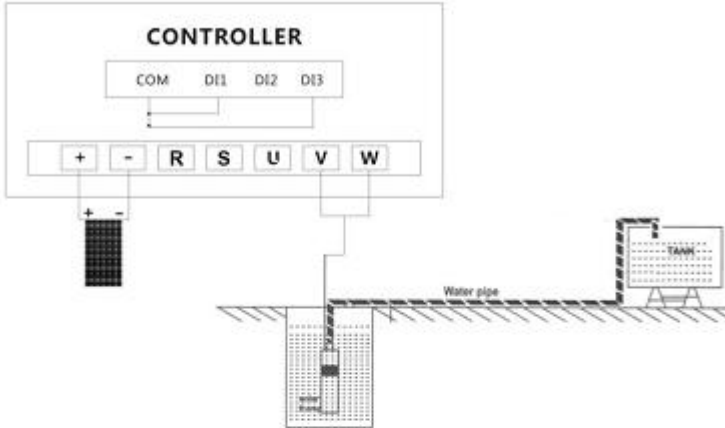 CONTROLLER
COM DI1 DI2 DI3
+ - R S U V W
+ -
TANK
Water pipe